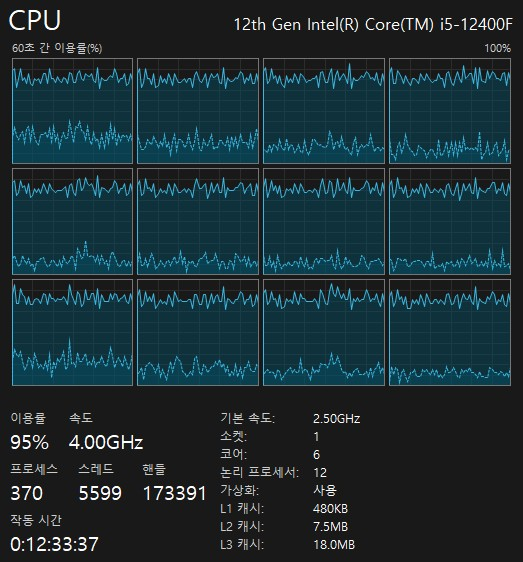 CPU 12th Gen Intel(R) Core(TM) i5-12400F
60초 간 이용률(%) 100%
이용률 속도
95% 4.00GHz
프로세스 스레드 핸들
370 5599 173391
작동 시간
0:12:33:37
기본 속도: 2.50GHz
소켓: 1
코어: 6
논리 프로세서: 12
가상화: 사용
L1 캐시: 480KB
L2 캐시: 7.5MB
L3 캐시: 18.0MB